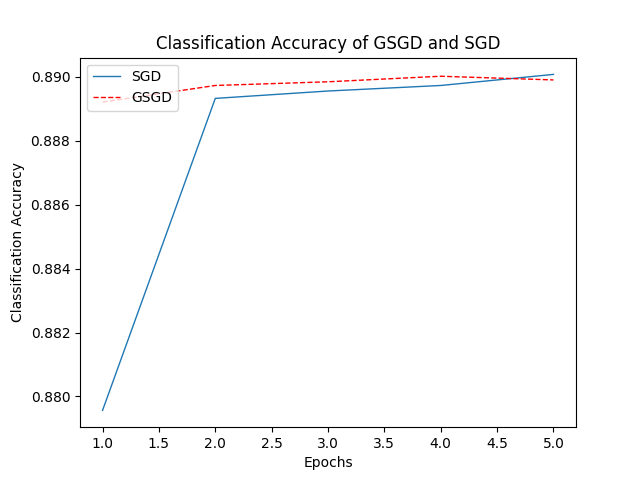 Classification Accuracy of GSGD and SGD
SGD
GSGD
0.890
0.888
0.886
0.884
0.882
0.880
Classification Accuracy
1.0 1.5 2.0 2.5 3.0 3.5 4.0 4.5 5.0
Epochs